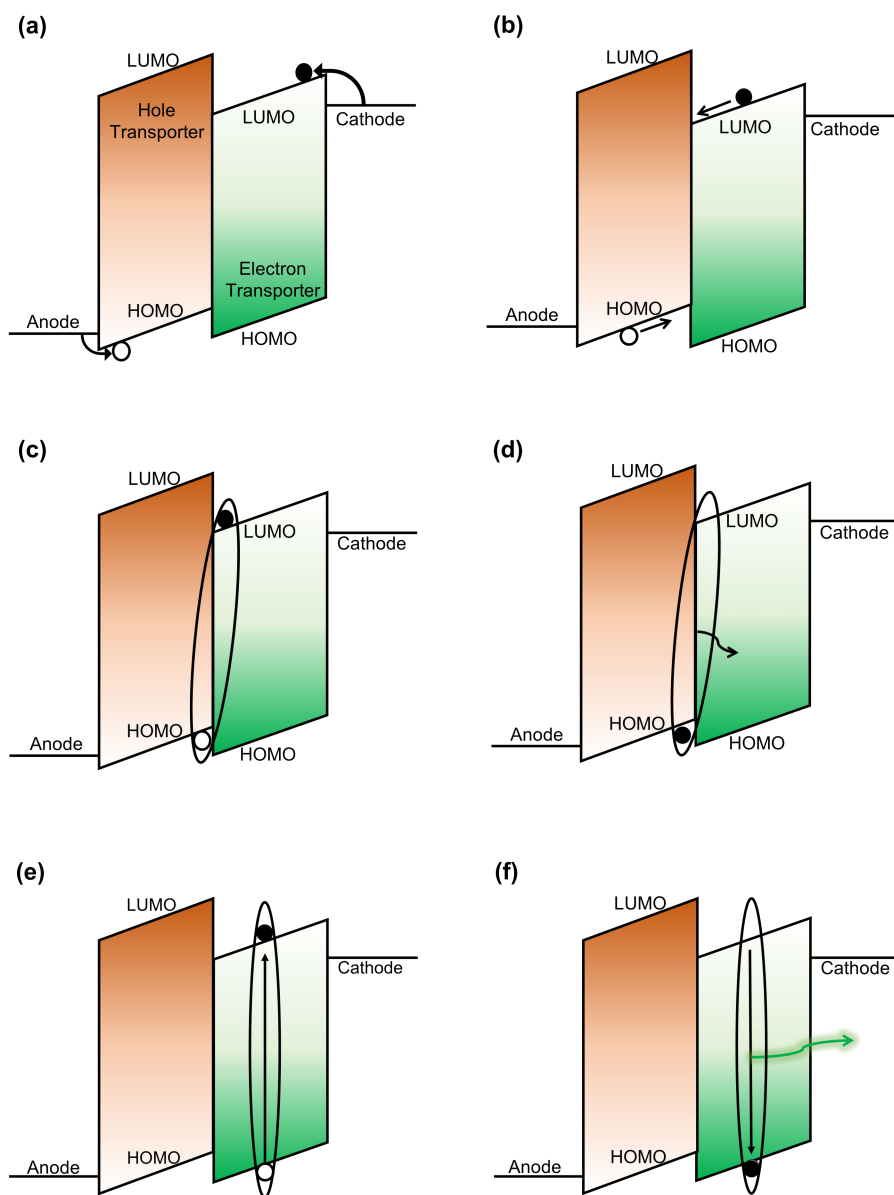 (a)
LUMO
Hole
Transporter
LUMO
Cathode
Electron
Transporter
HOMO
Anode
HOMO
(b)
LUMO
LUMO
Cathode
HOMO
Anode
HOMO
(c)
LUMO
LUMO
Cathode
HOMO
Anode
HOMO
(d)
LUMO
LUMO
Cathode
HOMO
Anode
HOMO
(e)
LUMO
Cathode
HOMO
Anode
(f)
LUMO
Cathode
HOMO
Anode